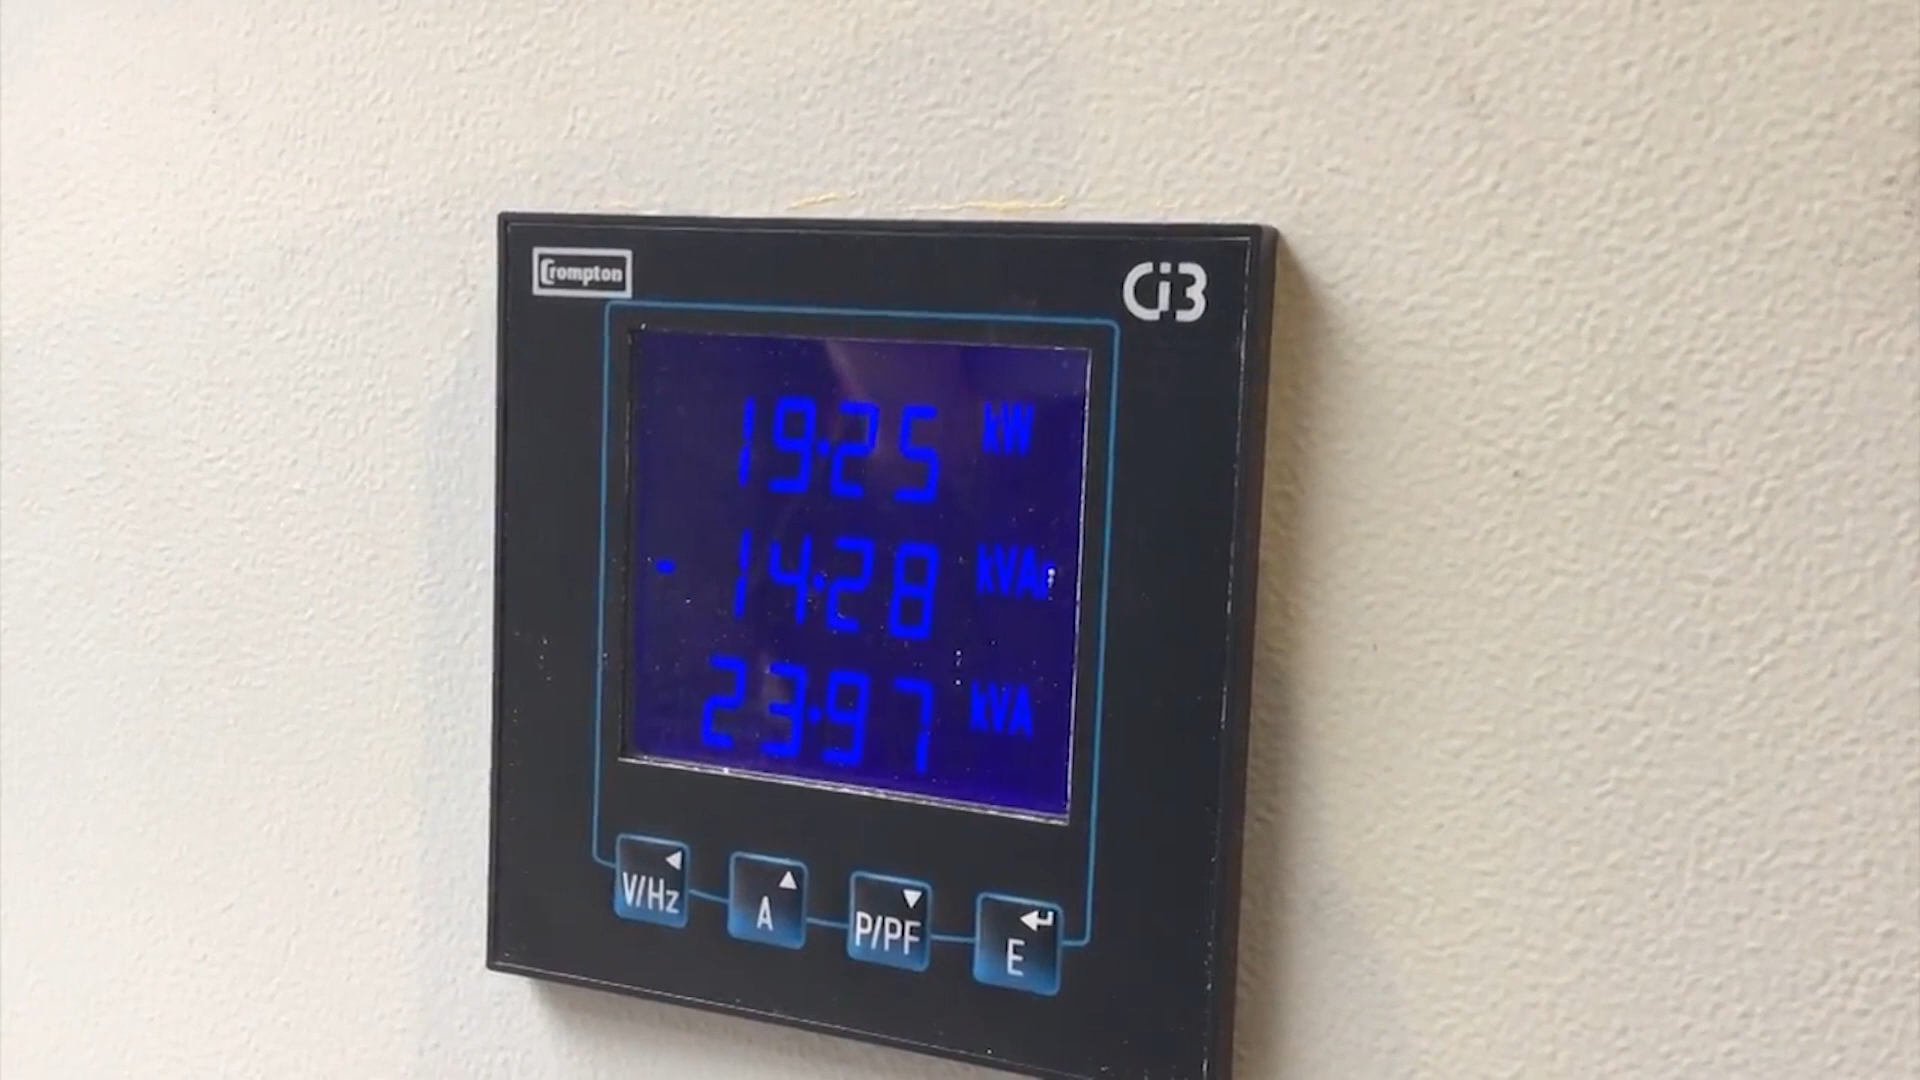 Crompton
Ci3
19.25 kW
-14.28 kVAr
23.97 kVA
V/Hz
A
P/PF
E